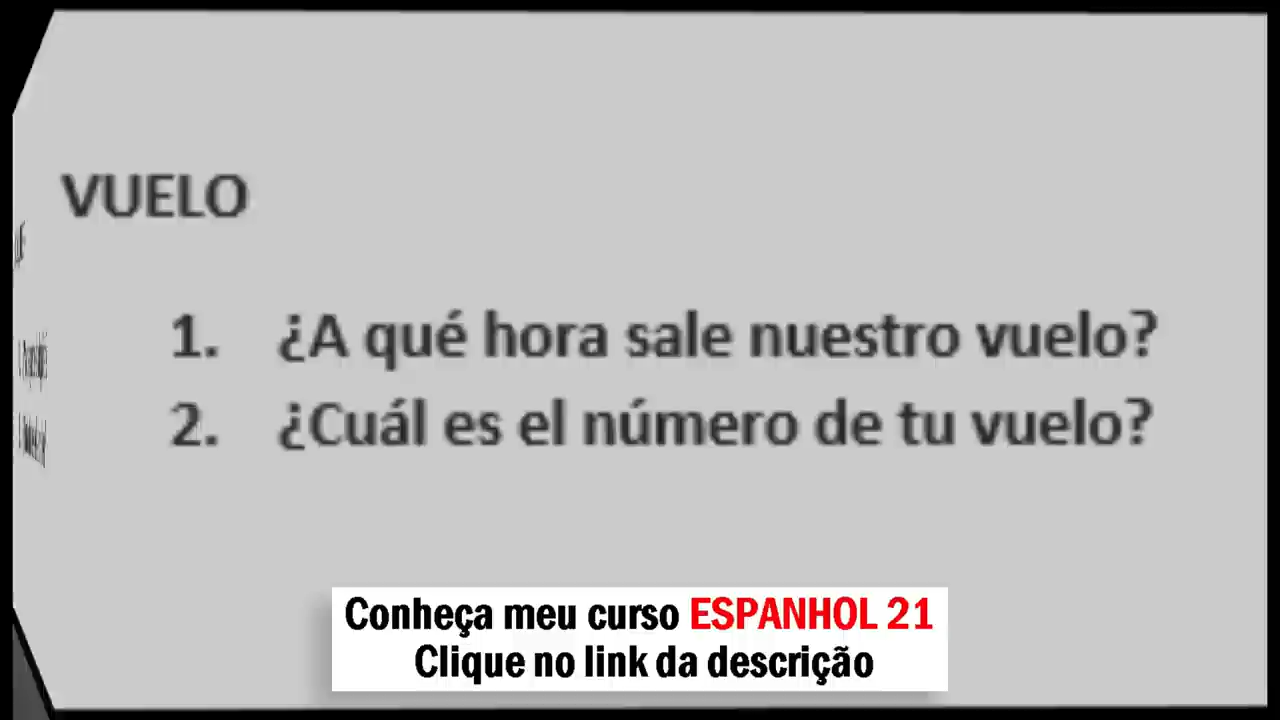 VUELO
1. ¿A qué hora sale nuestro vuelo?
2. ¿Cuál es el número de tu vuelo?
Conheça meu curso ESPANHOL 21
Clique no link da descrição